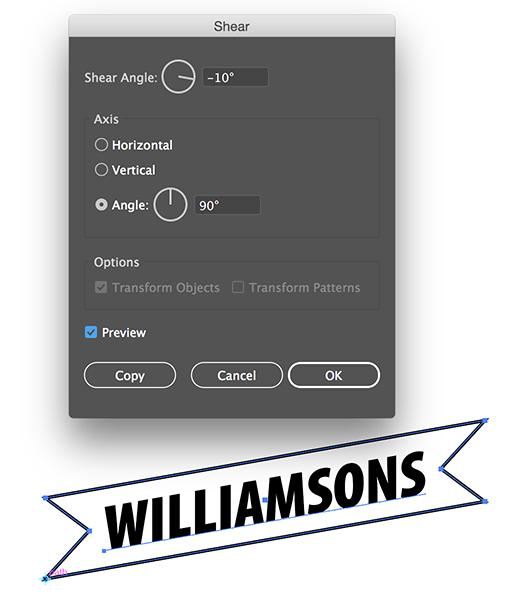 Shear
Shear Angle: -10°
Axis
Horizontal
Vertical
Angle: 90°
Options
Transform Objects Transform Patterns
Preview
Copy Cancel OK
WILLIAMSONS
path